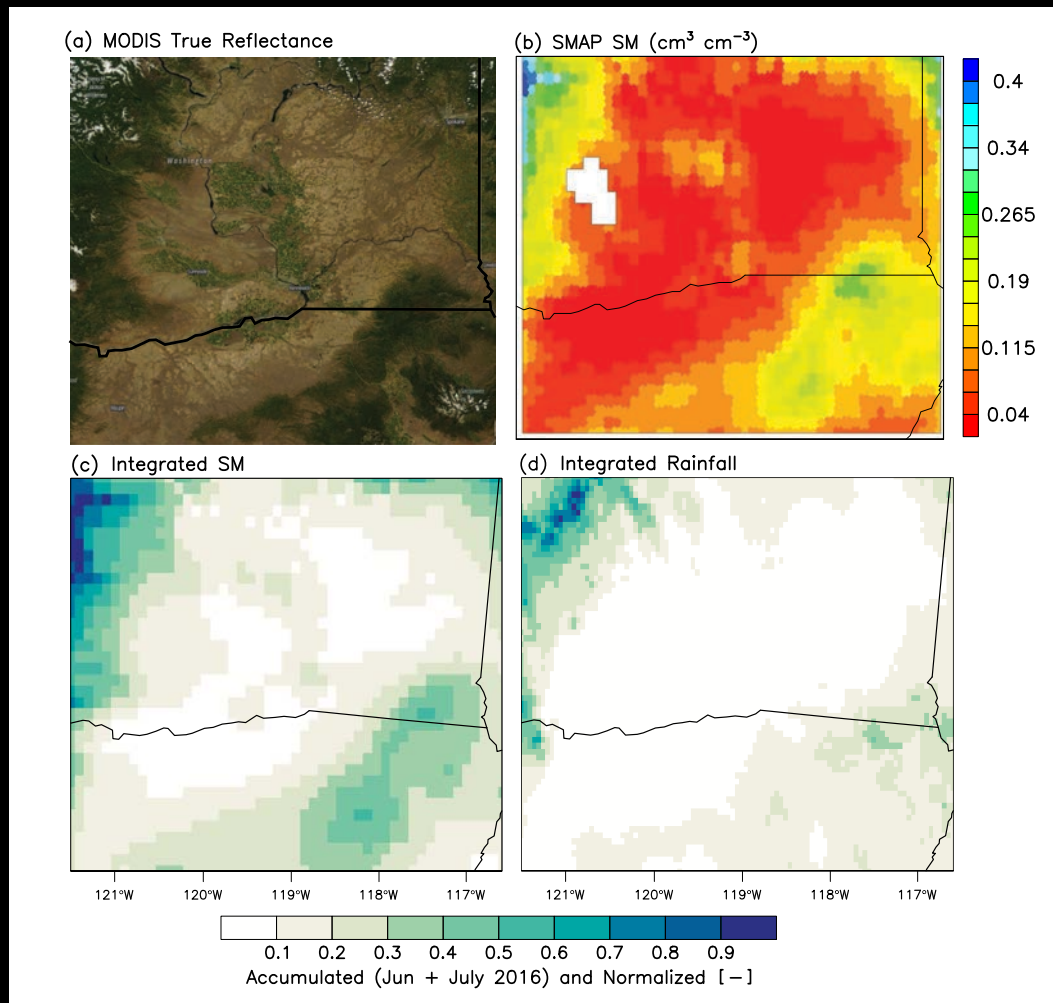 (a) MODIS True Reflectance
(b) SMAP SM (cm³ cm⁻³)
Washington
0.4
0.34
0.265
0.19
0.115
0.04
(c) Integrated SM
(d) Integrated Rainfall
121°W 120°W 119°W 118°W 117°W
121°W 120°W 119°W 118°W 117°W
0.1 0.2 0.3 0.4 0.5 0.6 0.7 0.8 0.9
Accumulated (Jun + July 2016) and Normalized [−]